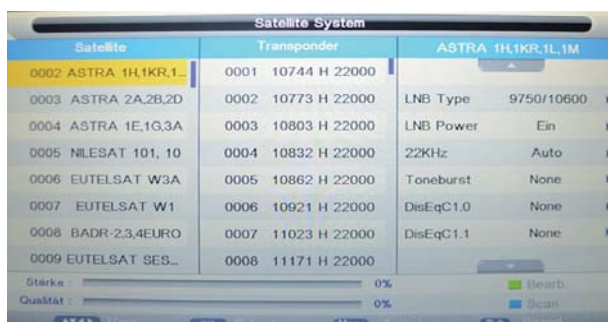 Satellite System
Satellite Transponder ASTRA 1H,1KR,1L,1M
0002 ASTRA 1H,1KR,1... 0001 10744 H 22000
0003 ASTRA 2A,2B,2D 0002 10773 H 22000 LNB Type 9750/10600
0004 ASTRA 1E,1G,3A 0003 10803 H 22000 LNB Power Ein
0005 NILESAT 101, 10 0004 10832 H 22000 22KHz Auto
0006 EUTELSAT W3A 0005 10862 H 22000 Toneburst None
0007 EUTELSAT W1 0006 10921 H 22000 DisEqC1.0 None
0008 BADR-2,3,4EURO 0007 11023 H 22000 DisEqC1.1 None
0009 EUTELSAT SES... 0008 11171 H 22000
Stärke : 0% Bearb.
Qualität : 0% Scan